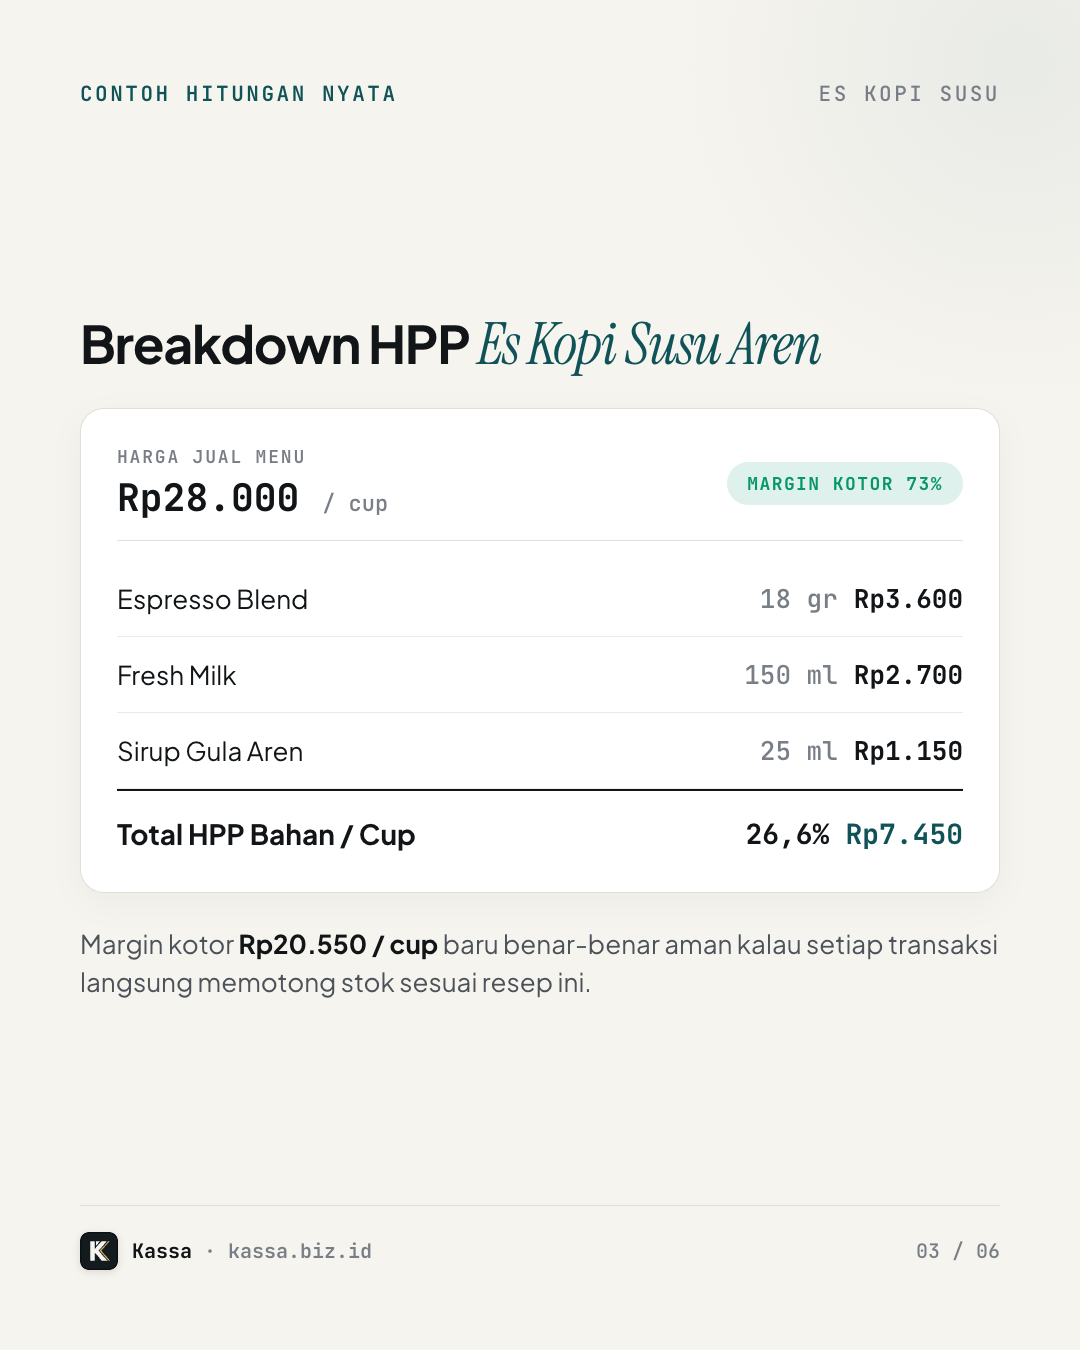 CONTOH HITUNGAN NYATA
ES KOPI SUSU
Breakdown HPP Es Kopi Susu Aren
HARGA JUAL MENU
Rp28.000 / cup
MARGIN KOTOR 73%
Espresso Blend 18 gr Rp3.600
Fresh Milk 150 ml Rp2.700
Sirup Gula Aren 25 ml Rp1.150
Total HPP Bahan / Cup 26,6% Rp7.450
Margin kotor Rp20.550 / cup baru benar-benar aman kalau setiap transaksi
langsung memotong stok sesuai resep ini.
K Kassa · kassa.biz.id
03 / 06